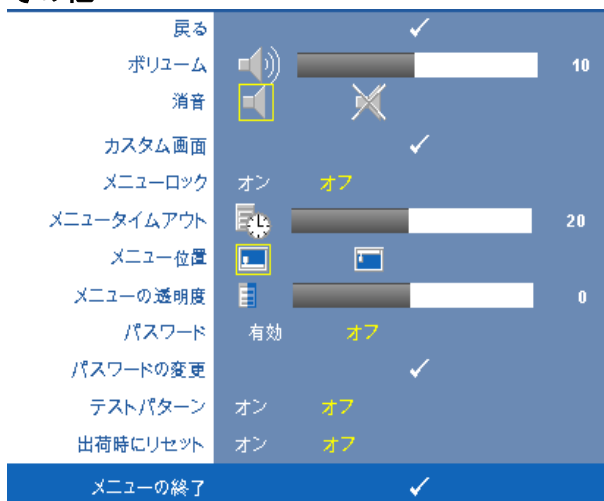 戻る
ボリューム 10
消音
カスタム画面
メニューロック オン オフ
メニュータイムアウト 20
メニュー位置
メニューの透明度 0
パスワード 有効 オフ
パスワードの変更
テストパターン オン オフ
出荷時にリセット オン オフ
メニューの終了